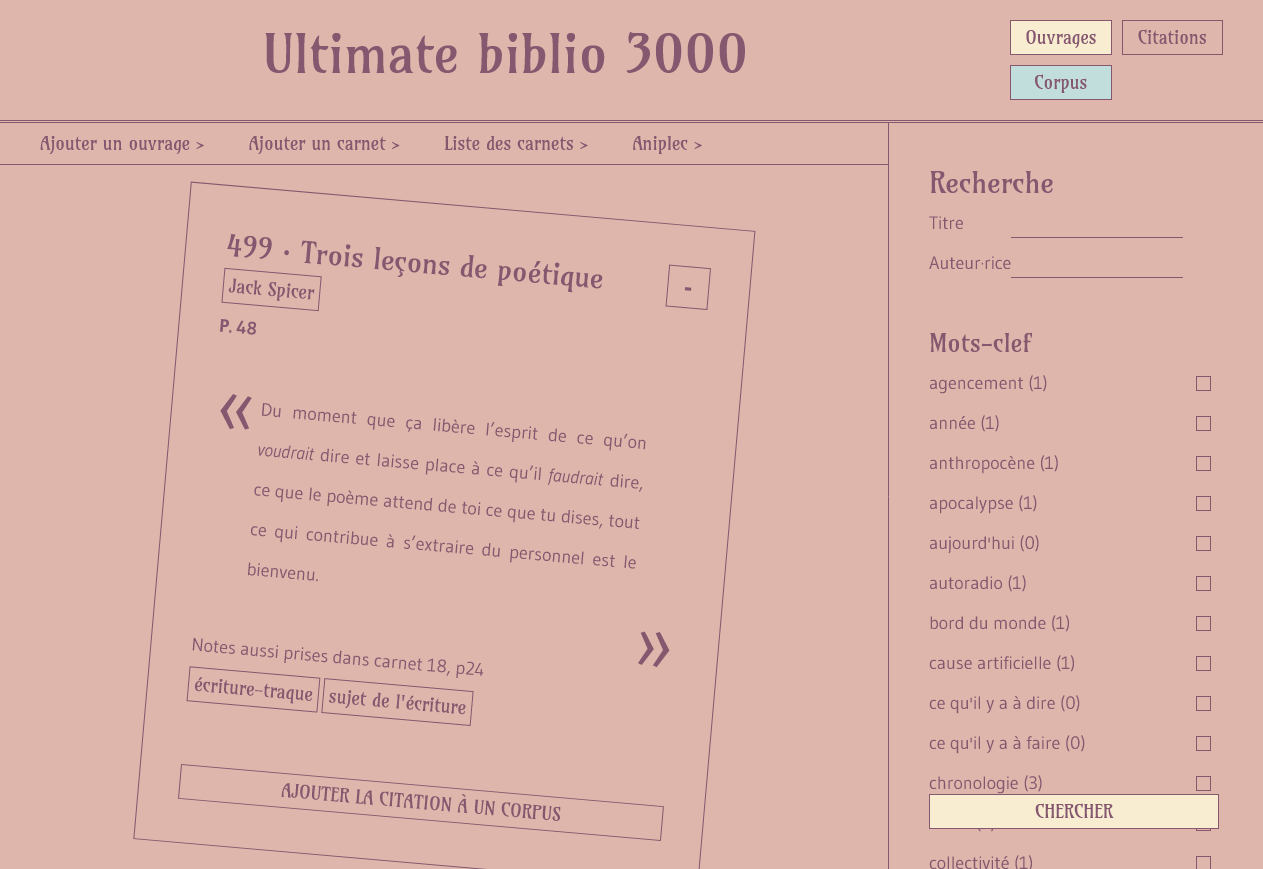 Ultimate biblio 3000
Ouvrages
Citations
Corpus
Ajouter un ouvrage >
Ajouter un carnet >
Liste des carnets >
Aniplec >
499 · Trois leçons de poétique
-
Jack Spicer
P. 48
« Du moment que ça libère l’esprit de ce qu’on
voudrait dire et laisse place à ce qu’il faudrait dire,
ce que le poème attend de toi ce que tu dises, tout
ce qui contribue à s’extraire du personnel est le
bienvenu.
»
Notes aussi prises dans carnet 18, p24
écriture-traque
sujet de l'écriture
AJOUTER LA CITATION À UN CORPUS
Recherche
Titre
Auteur·rice
Mots-clef
agencement (1)
année (1)
anthropocène (1)
apocalypse (1)
aujourd'hui (0)
autoradio (1)
bord du monde (1)
cause artificielle (1)
ce qu'il y a à dire (0)
ce qu'il y a à faire (0)
chronologie (3)
CHERCHER
collectivité (1)